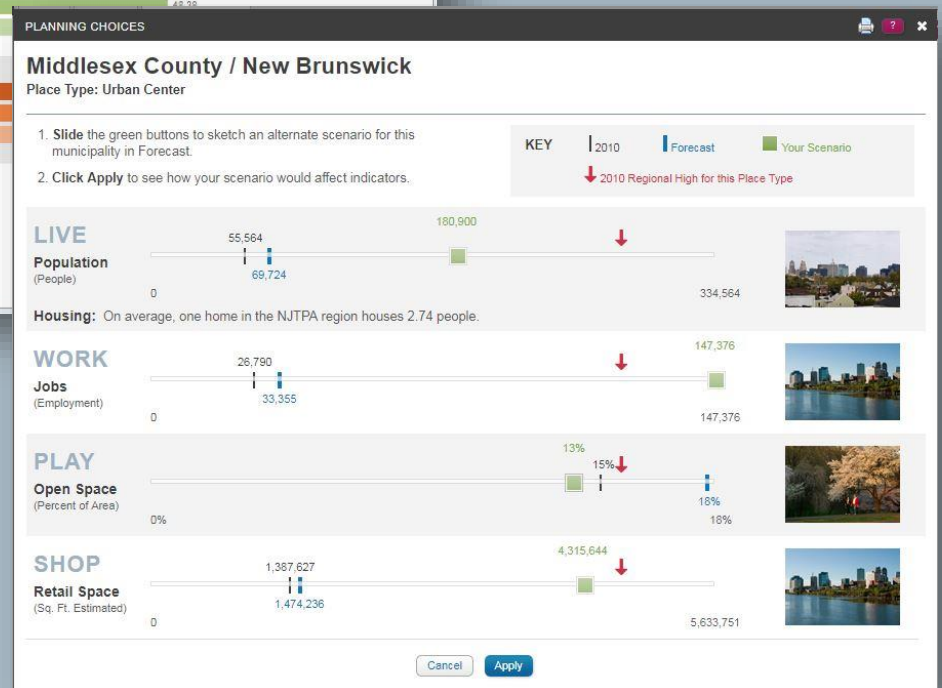 48.38
PLANNING CHOICES
?
Middlesex County / New Brunswick
Place Type: Urban Center
1. Slide the green buttons to sketch an alternate scenario for this
municipality in Forecast.
2. Click Apply to see how your scenario would affect indicators.
KEY 2010 Forecast Your Scenario
2010 Regional High for this Place Type
LIVE
Population
(People)
180,900
55,564
69,724
0
334,564
Housing: On average, one home in the NJTPA region houses 2.74 people.
WORK
Jobs
(Employment)
147,376
26,790
33,355
0
147,376
PLAY
Open Space
(Percent of Area)
13%
15%
18%
0%
18%
SHOP
Retail Space
(Sq. Ft. Estimated)
4,315,644
1,387,627
1,474,236
0
5,633,751
Cancel Apply